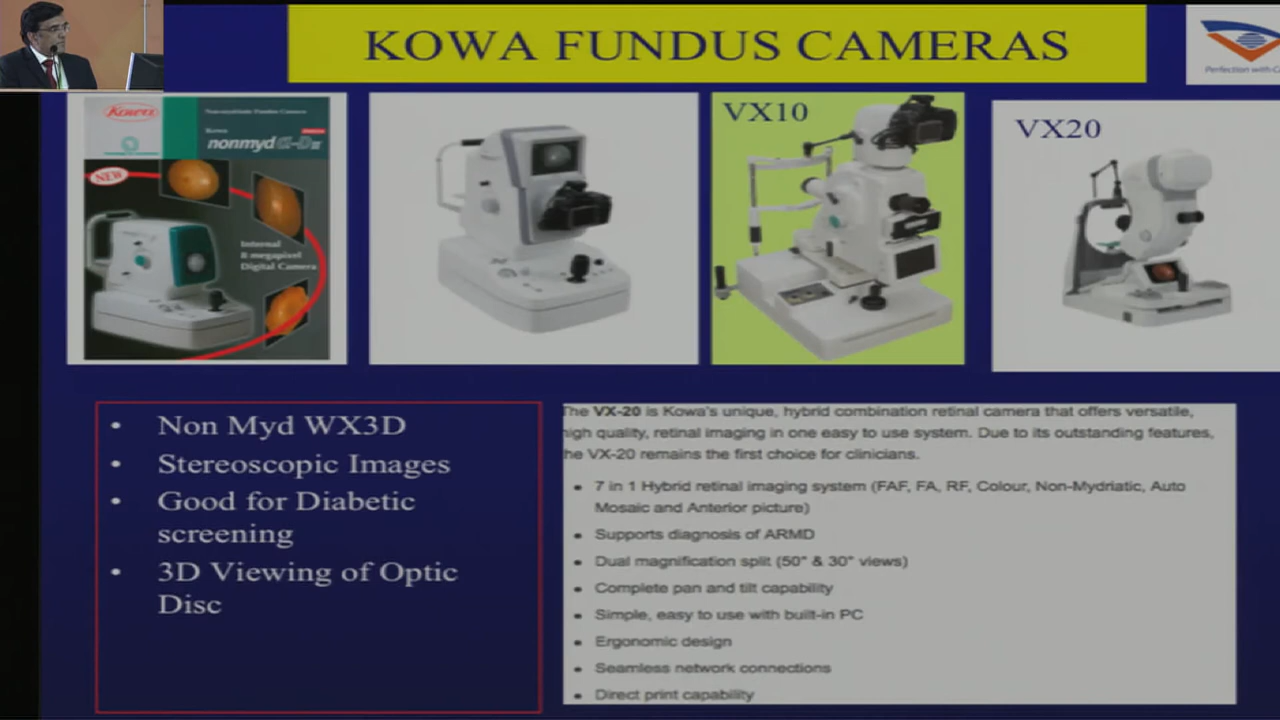 KOWA FUNDUS CAMERAS
Perfection with
Kowa
nonmyd α-D III
NEW
Internal
8 megapixel
Digital Camera
VX10
VX20
• Non Myd WX3D
• Stereoscopic Images
• Good for Diabetic
screening
• 3D Viewing of Optic
Disc
The VX-20 is Kowa's unique, hybrid combination retinal camera that offers versatile,
high quality, retinal imaging in one easy to use system. Due to its outstanding features,
the VX-20 remains the first choice for clinicians.
• 7 in 1 Hybrid retinal imaging system (FAF, FA, RF, Colour, Non-Mydriatic, Auto
Mosaic and Anterior picture)
• Supports diagnosis of ARMD
• Dual magnification split (50° & 30° views)
• Complete pan and tilt capability
• Simple, easy to use with built-in PC
• Ergonomic design
• Seamless network connections
• Direct print capability